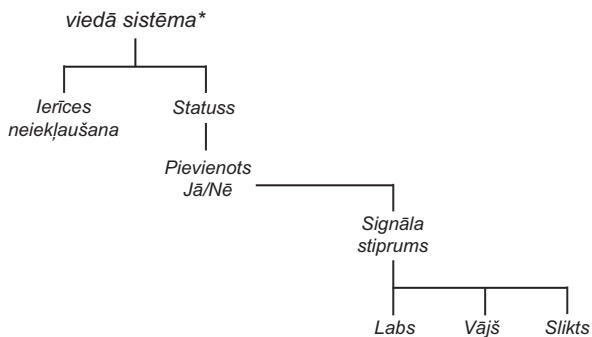 viedā sistēma*
Ierīces
neiekļaušana
Statuss
Pievienots
Jā/Nē
Signāla
stiprums
Labs
Vājš
Slikts